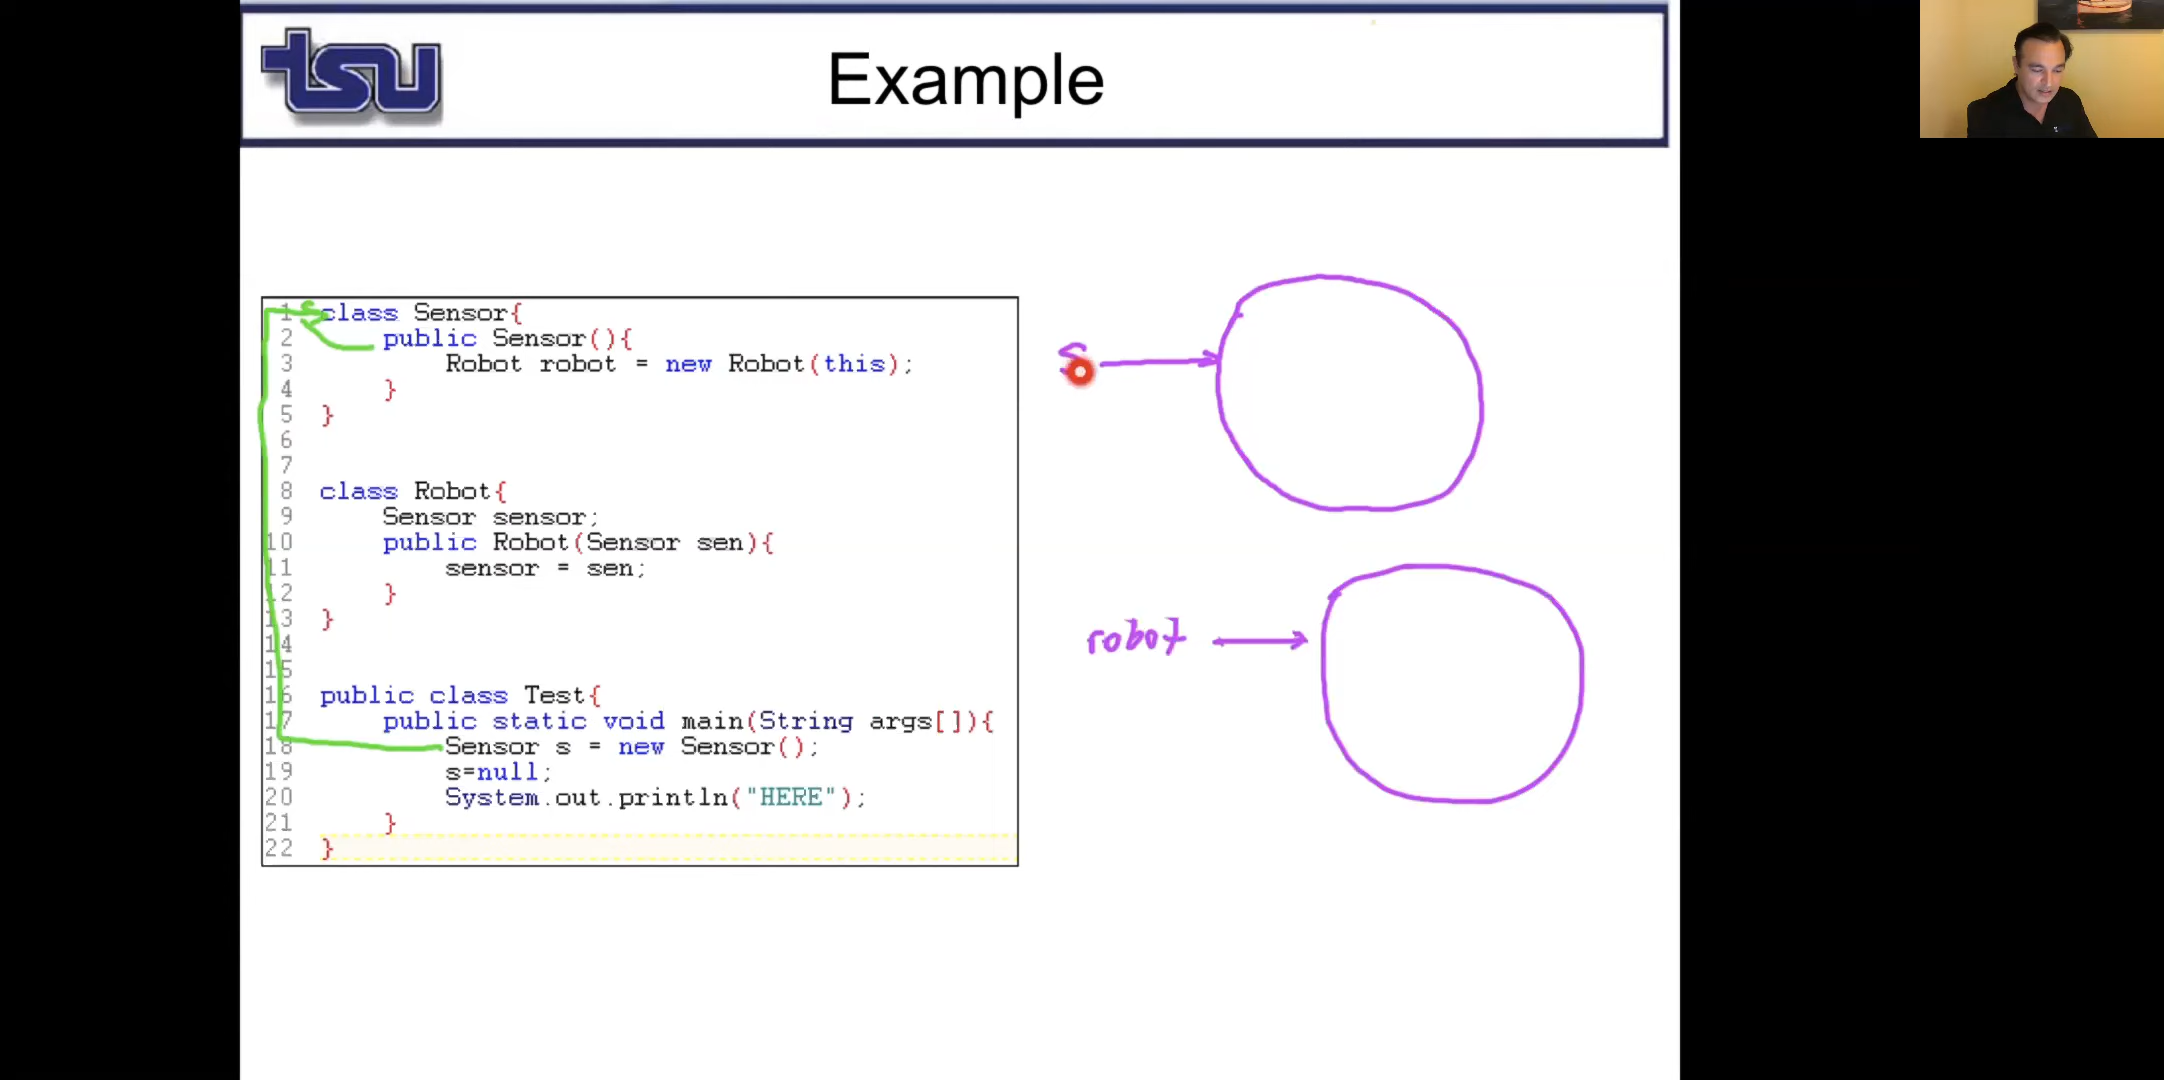 tsu
Example
1 class Sensor{
2 public Sensor(){
3 Robot robot = new Robot(this);
4 }
5 }
6
7
8 class Robot{
9 Sensor sensor;
10 public Robot(Sensor sen){
11 sensor = sen;
12 }
13 }
14
15
16 public class Test{
17 public static void main(String args[]){
18 Sensor s = new Sensor();
19 s=null;
20 System.out.println("HERE");
21 }
22 }
s
robot